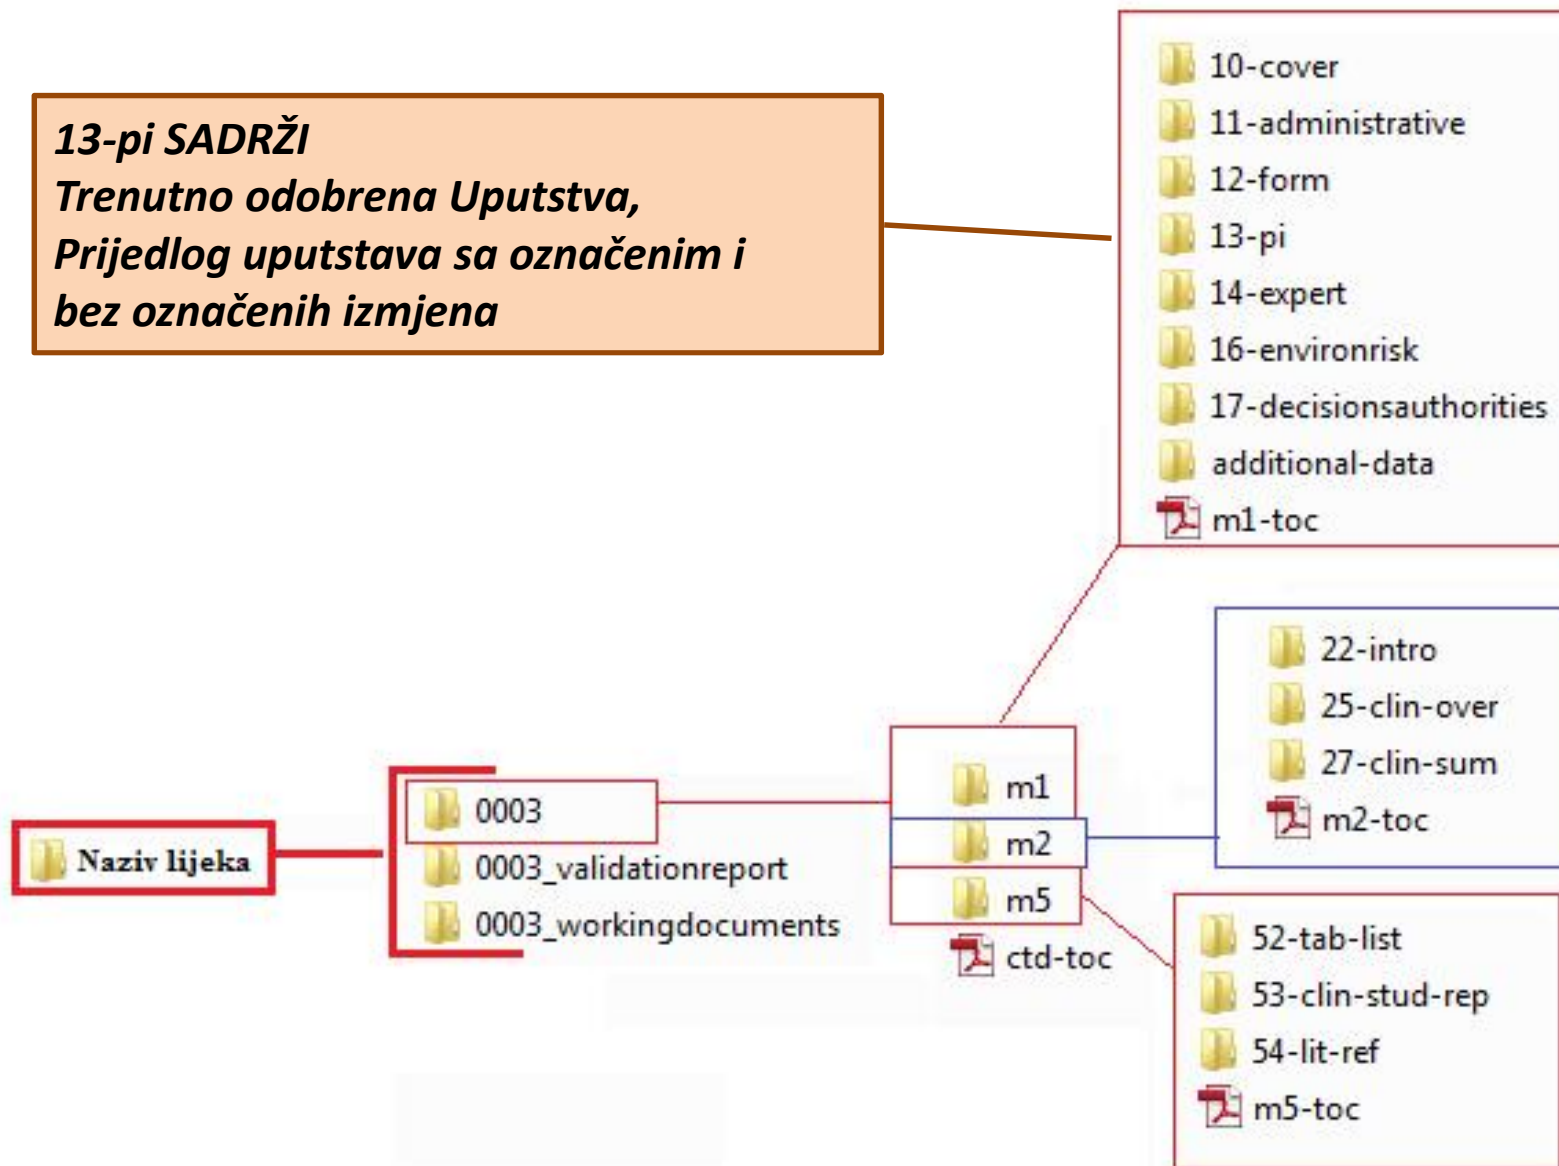 13-pi SADRŽI
Trenutno odobrena Uputstva,
Prijedlog uputstava sa označenim i
bez označenih izmjena
10-cover
11-administrative
12-form
13-pi
14-expert
16-environrisk
17-decisionsauthorities
additional-data
m1-toc
22-intro
25-clin-over
27-clin-sum
m2-toc
Naziv lijeka
0003
0003_validationreport
0003_workingdocuments
m1
m2
m5
ctd-toc
52-tab-list
53-clin-stud-rep
54-lit-ref
m5-toc